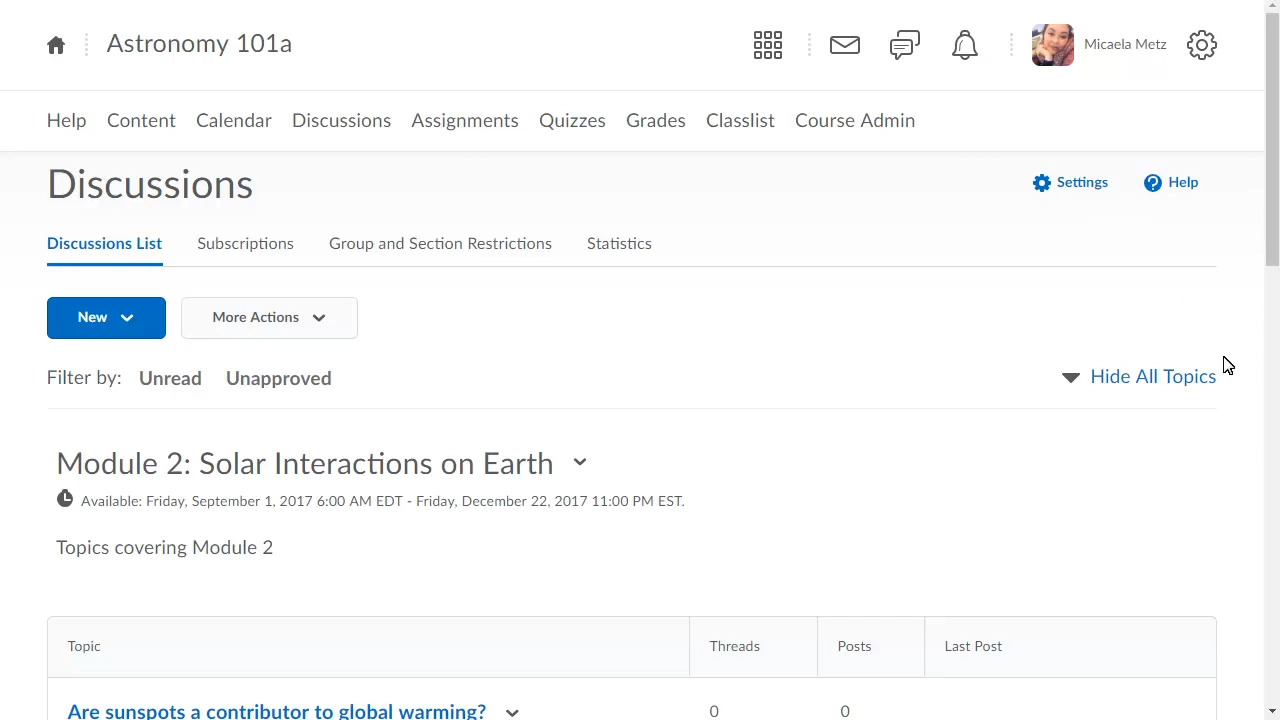 Astronomy 101a
Micaela Metz
Help Content Calendar Discussions Assignments Quizzes Grades Classlist Course Admin
Discussions
Settings Help
Discussions List Subscriptions Group and Section Restrictions Statistics
New More Actions
Filter by: Unread Unapproved
Hide All Topics
Module 2: Solar Interactions on Earth
Available: Friday, September 1, 2017 6:00 AM EDT - Friday, December 22, 2017 11:00 PM EST.
Topics covering Module 2
Topic Threads Posts Last Post
Are sunspots a contributor to global warming? 0 0